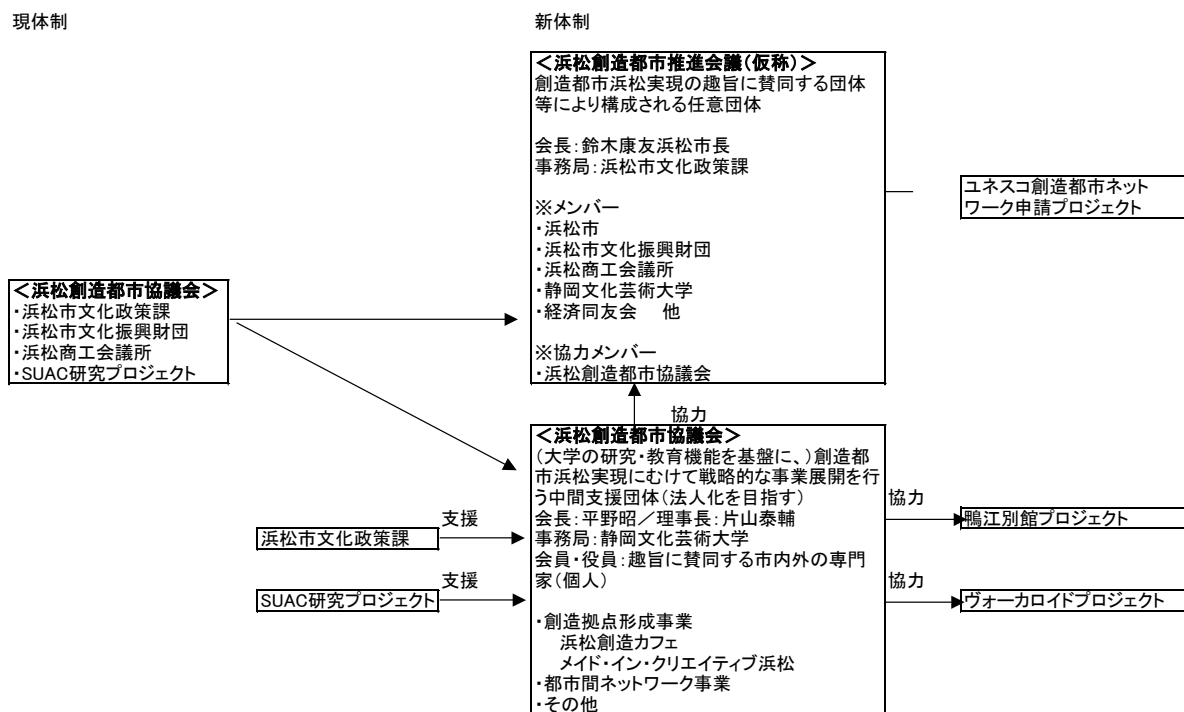 現体制
新体制
＜浜松創造都市推進会議(仮称)＞
創造都市浜松実現の趣旨に賛同する団体
等により構成される任意団体
会長:鈴木康友浜松市長
事務局:浜松市文化政策課
※メンバー
・浜松市
・浜松市文化振興財団
・浜松商工会議所
・静岡文化芸術大学
・経済同友会　他
※協力メンバー
・浜松創造都市協議会
ユネスコ創造都市ネット
ワーク申請プロジェクト
＜浜松創造都市協議会＞
・浜松市文化政策課
・浜松市文化振興財団
・浜松商工会議所
・SUAC研究プロジェクト
協力
＜浜松創造都市協議会＞
(大学の研究・教育機能を基盤に、)創造都
市浜松実現にむけて戦略的な事業展開を行
う中間支援団体(法人化を目指す)
会長:平野昭／理事長:片山泰輔
事務局:静岡文化芸術大学
会員・役員:趣旨に賛同する市内外の専門
家(個人)
・創造拠点形成事業
浜松創造カフェ
メイド・イン・クリエイティブ浜松
・都市間ネットワーク事業
・その他
支援
浜松市文化政策課
支援
SUAC研究プロジェクト
協力
鴨江別館プロジェクト
協力
ヴォーカロイドプロジェクト